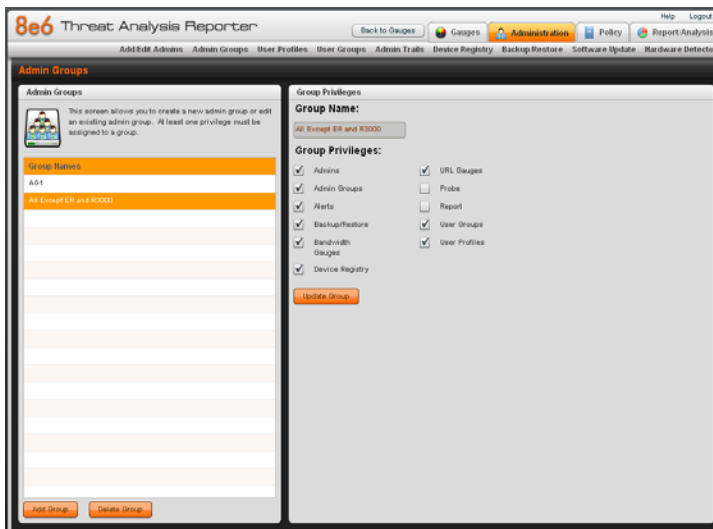 8e6 Threat Analysis Reporter
Help Logout
Back to Gauges Gauges Administration Policy Report/Analysis
Add/Edit Admins Admin Groups User Profiles User Groups Admin Trails Device Registry Backup/Restore Software Update Hardware Detecto
Admin Groups
Admin Groups
This screen allows you to create a new admin group or edit
an existing admin group. At least one privilege must be
assigned to a group.
Group Names
All Except ER and R3000
Add Group Delete Group
Group Privileges
Group Name:
All Except ER and R3000
Group Privileges:
Admins URL Gauges
Admin Groups Probe
Alerts Report
Backup/Restore User Groups
Bandwidth User Profiles
Gauges
Device Registry
Update Group